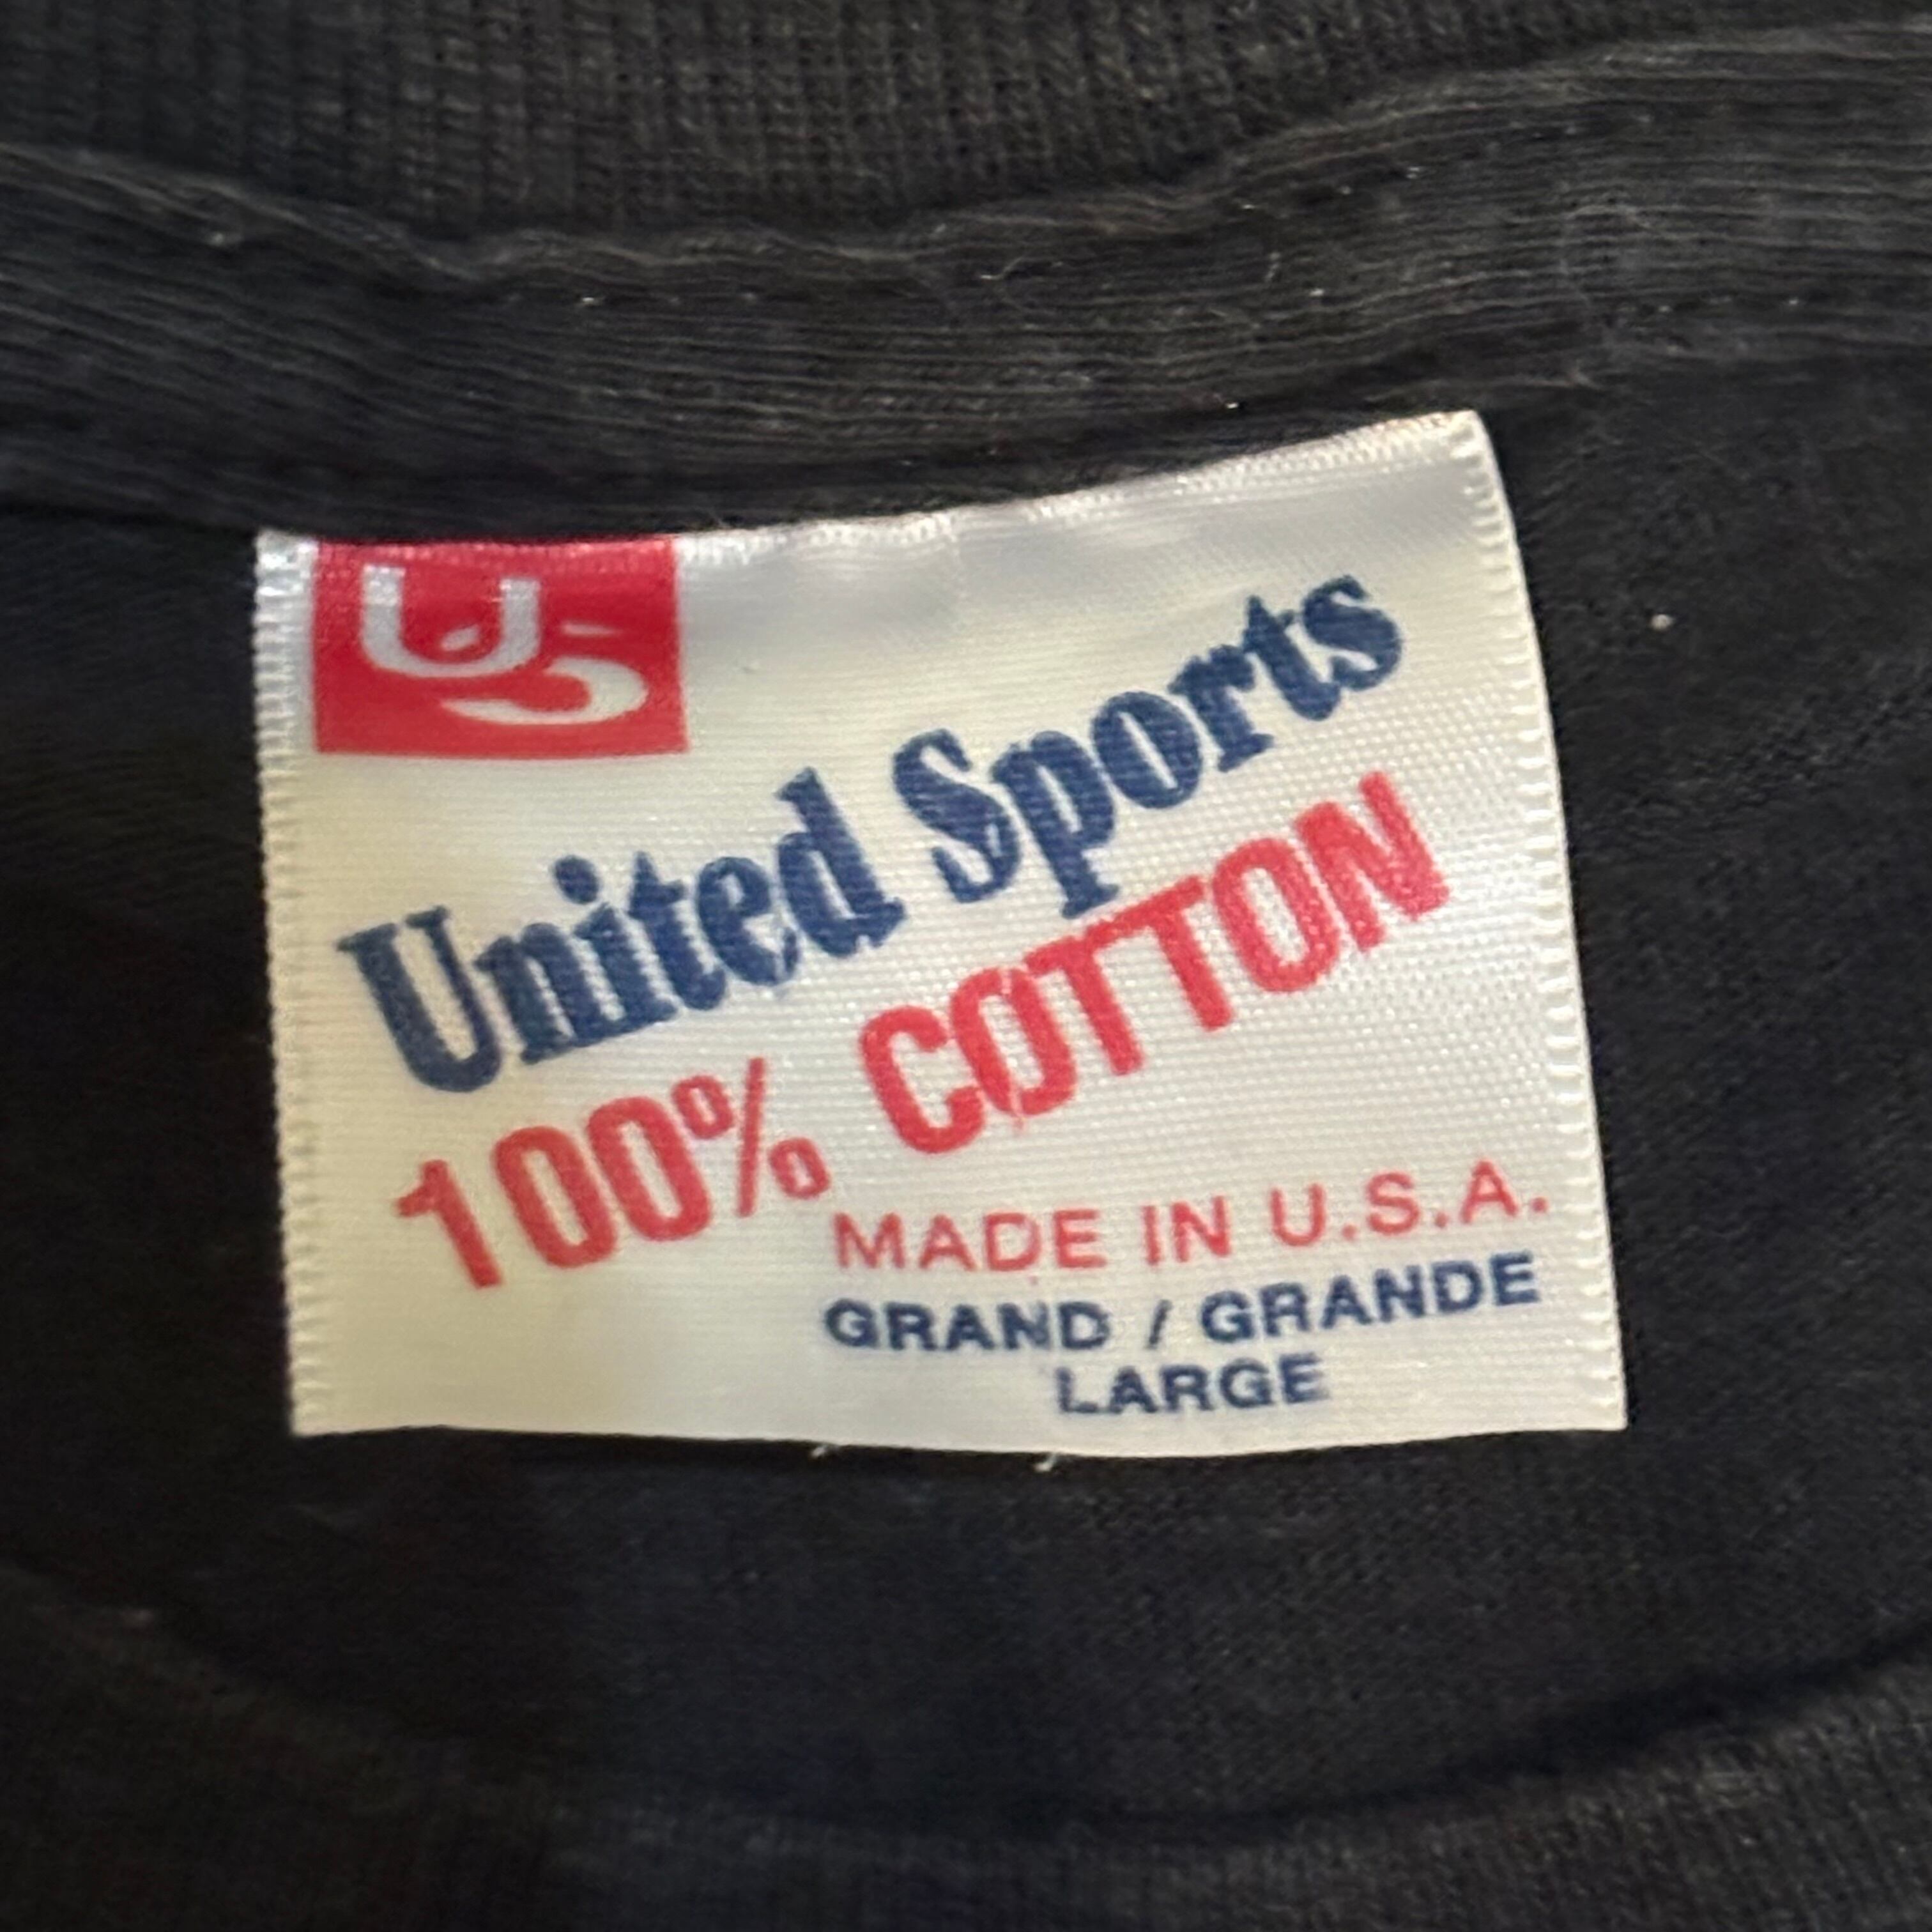 US
United Sports
100% COTTON
MADE IN U.S.A.
GRAND / GRANDE
LARGE